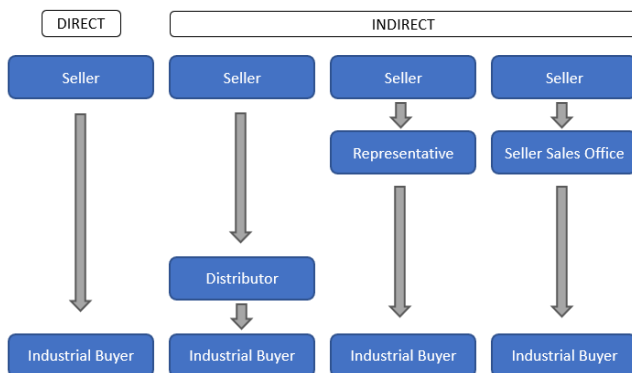 DIRECT
INDIRECT
Seller
Seller
Seller
Seller
Representative
Seller Sales Office
Distributor
Industrial Buyer
Industrial Buyer
Industrial Buyer
Industrial Buyer